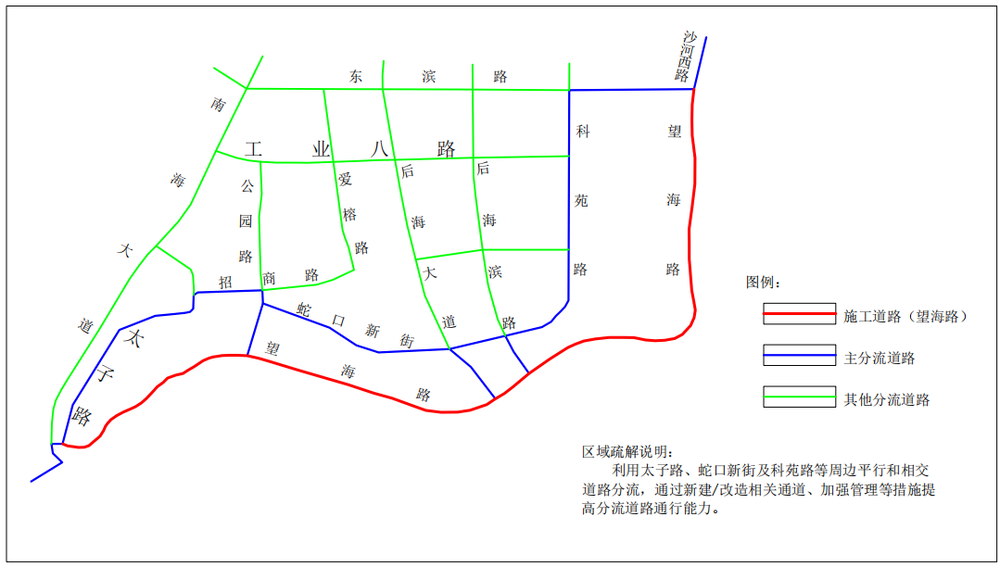 沙河西路
东滨路
南海大道
工业八路
科苑路
望海路
公园路
爱榕路
后海大道
后海滨路
招商路
太子路
蛇口新街
望海路
图例：
施工道路（望海路）
主分流道路
其他分流道路
区域疏解说明：
利用太子路、蛇口新街及科苑路等周边平行和相交
道路分流，通过新建/改造相关通道、加强管理等措施提
高分流道路通行能力。